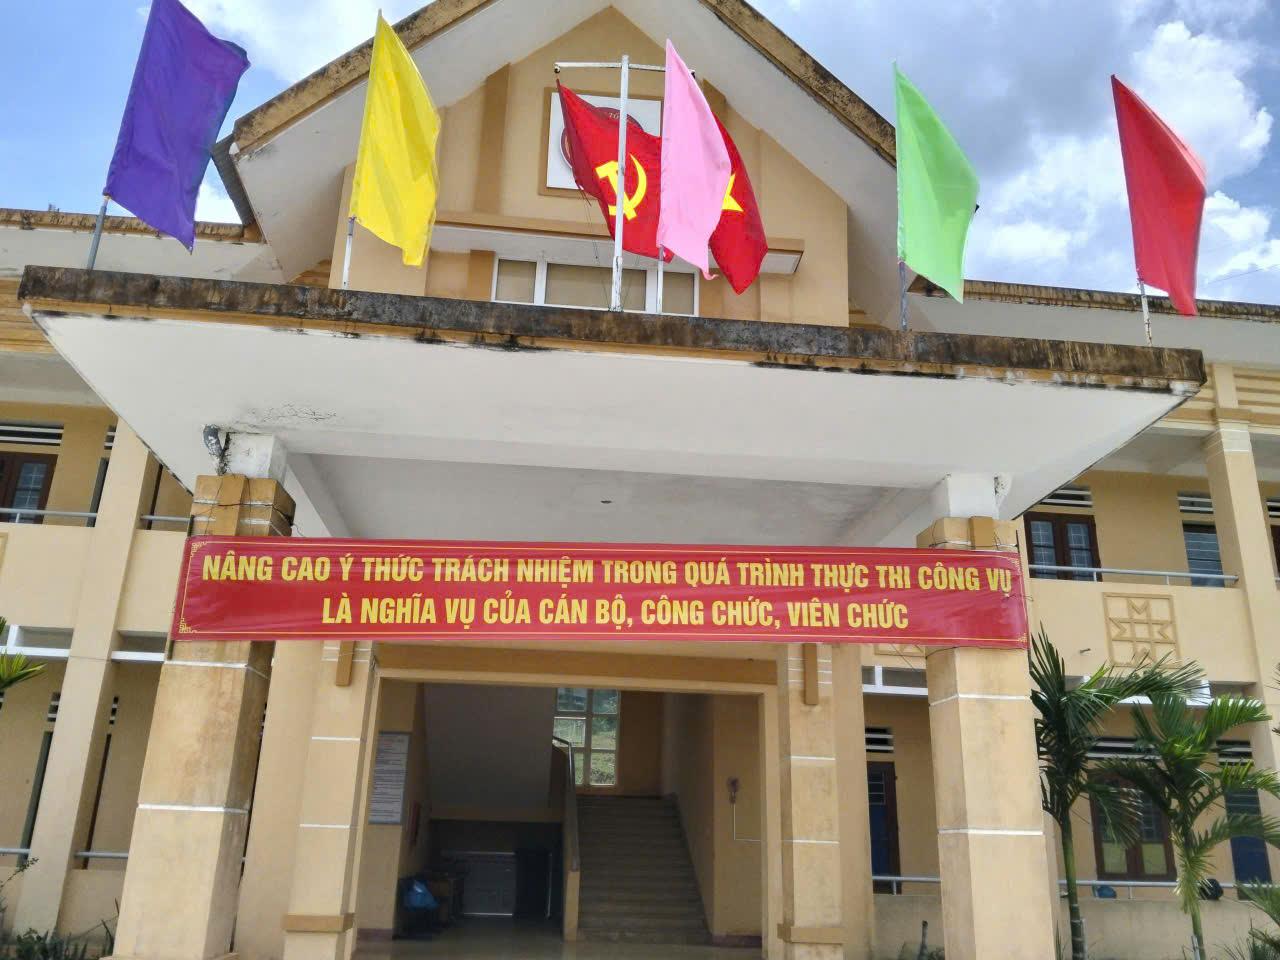 NÂNG CAO Ý THỨC TRÁCH NHIỆM TRONG QUÁ TRÌNH THỰC THI CÔNG VỤ
LÀ NGHĨA VỤ CỦA CÁN BỘ, CÔNG CHỨC, VIÊN CHỨC